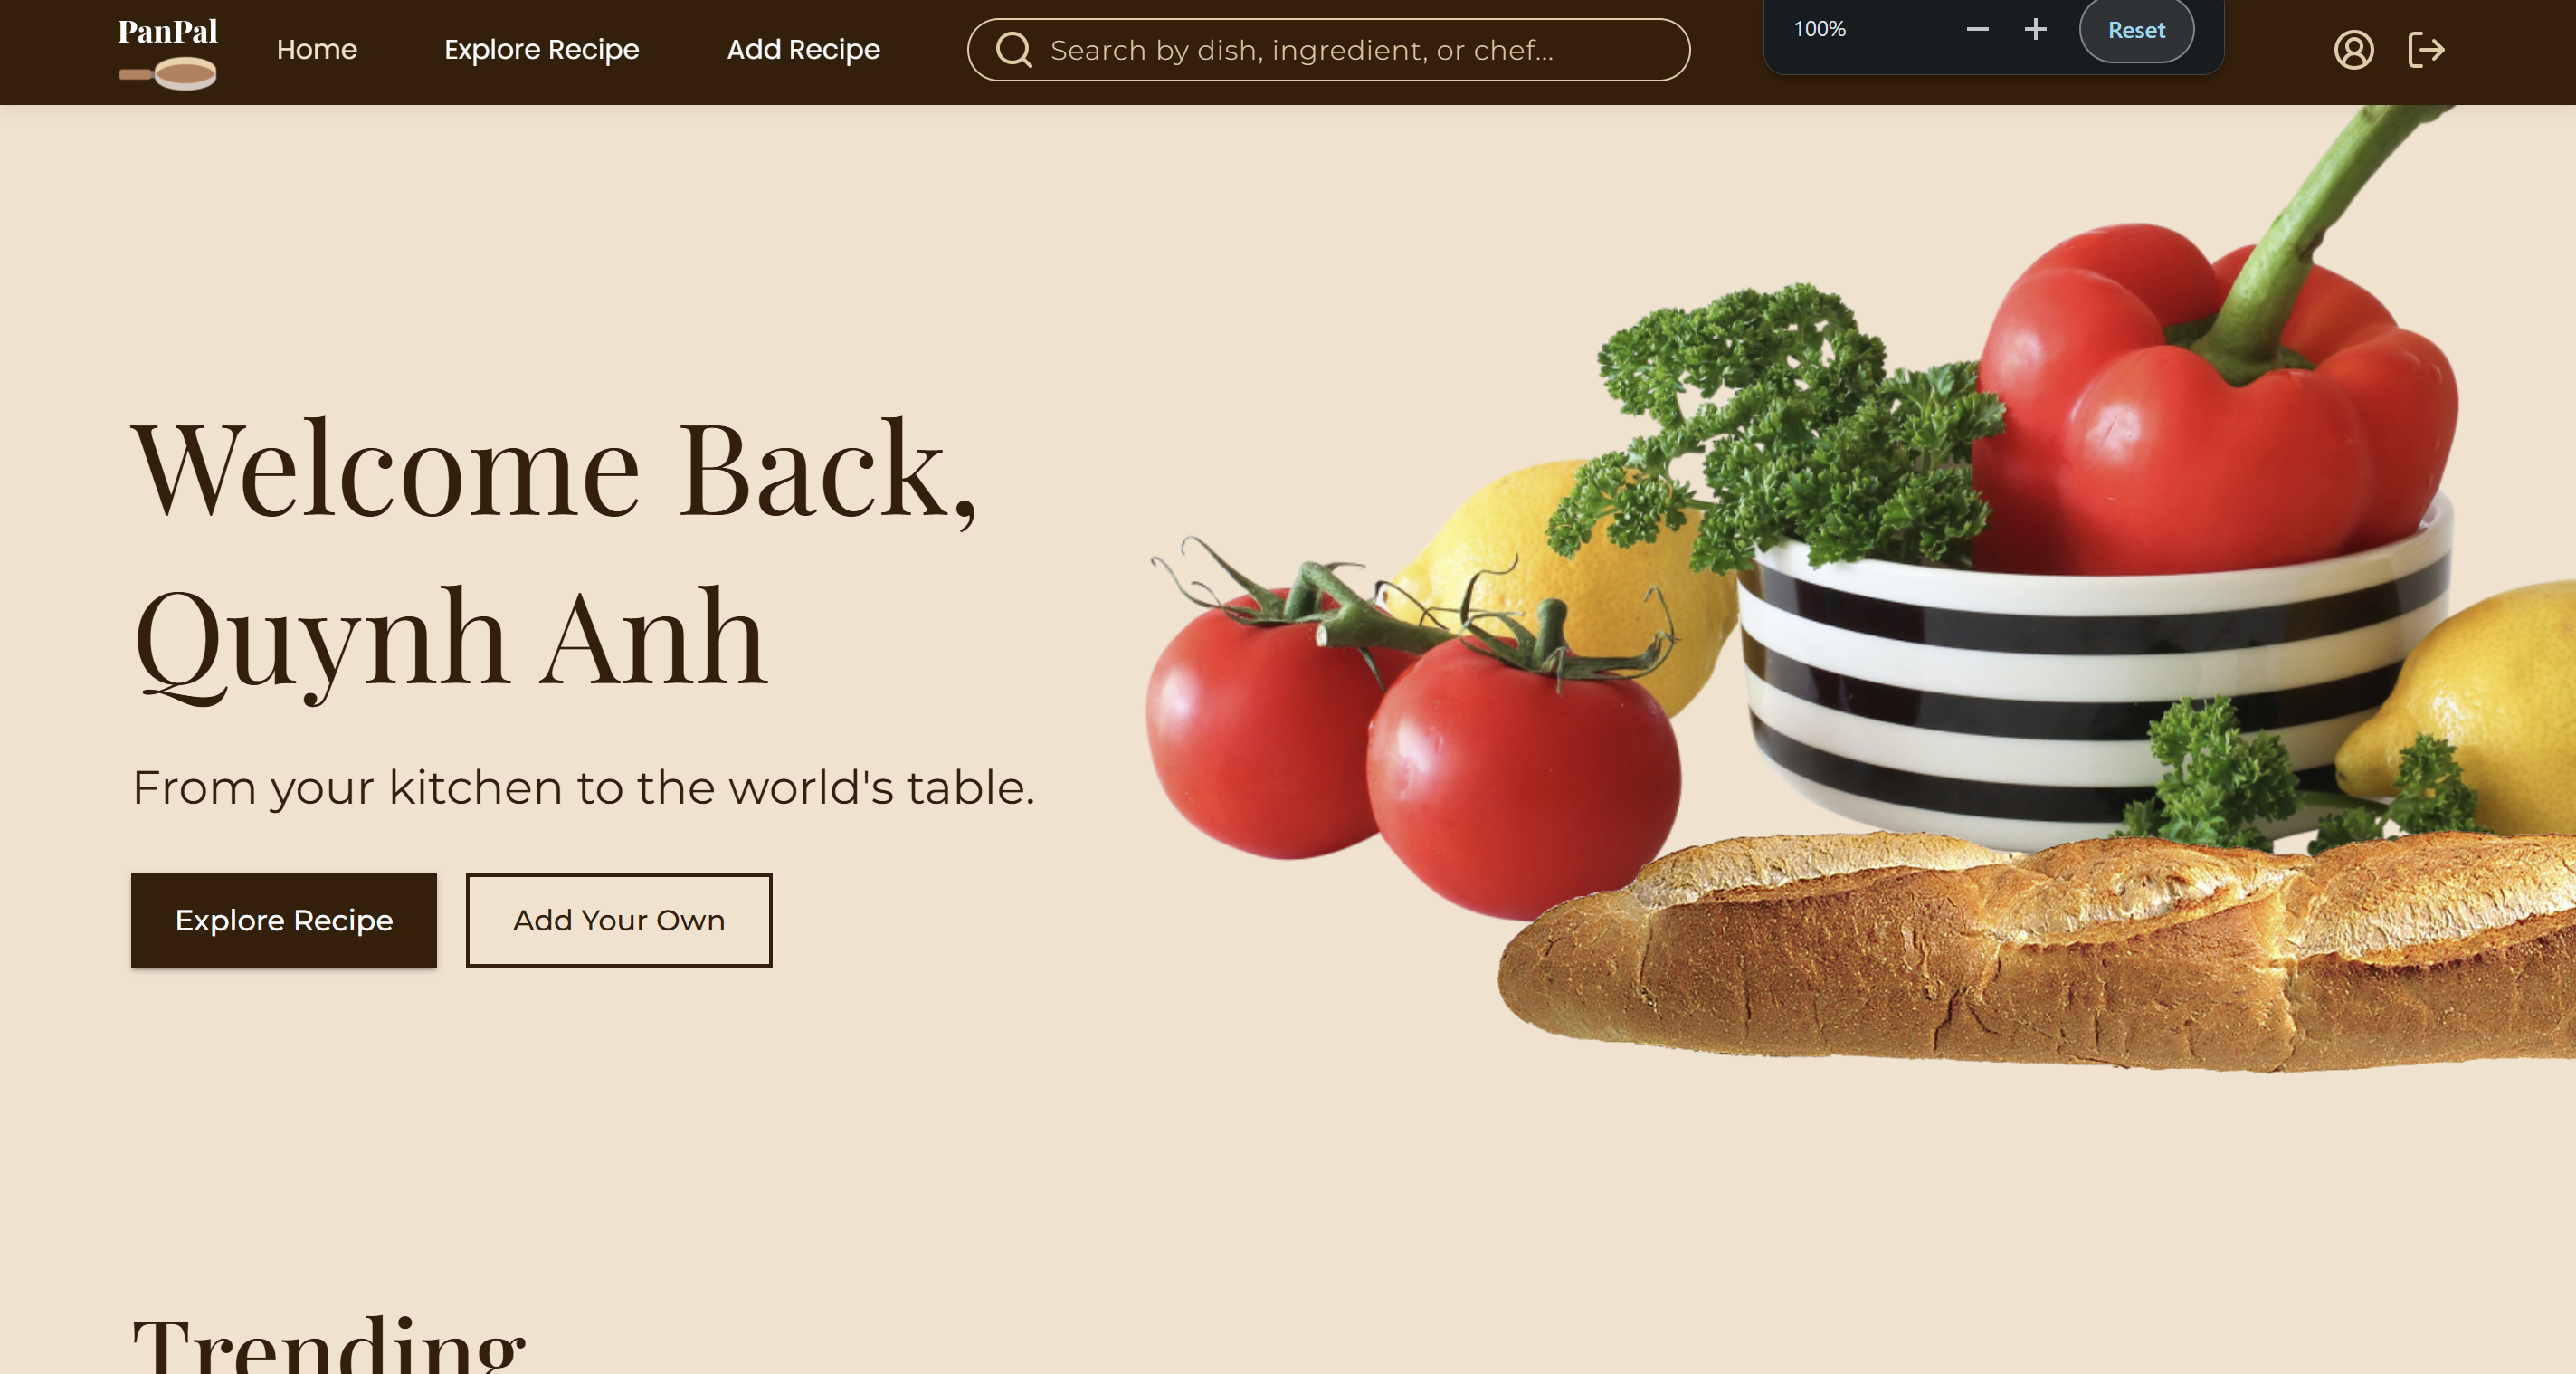 PanPal
Home
Explore Recipe
Add Recipe
Search by dish, ingredient, or chef...
100%
Reset
Welcome Back,
Quynh Anh
From your kitchen to the world's table.
Explore Recipe
Add Your Own
Trending